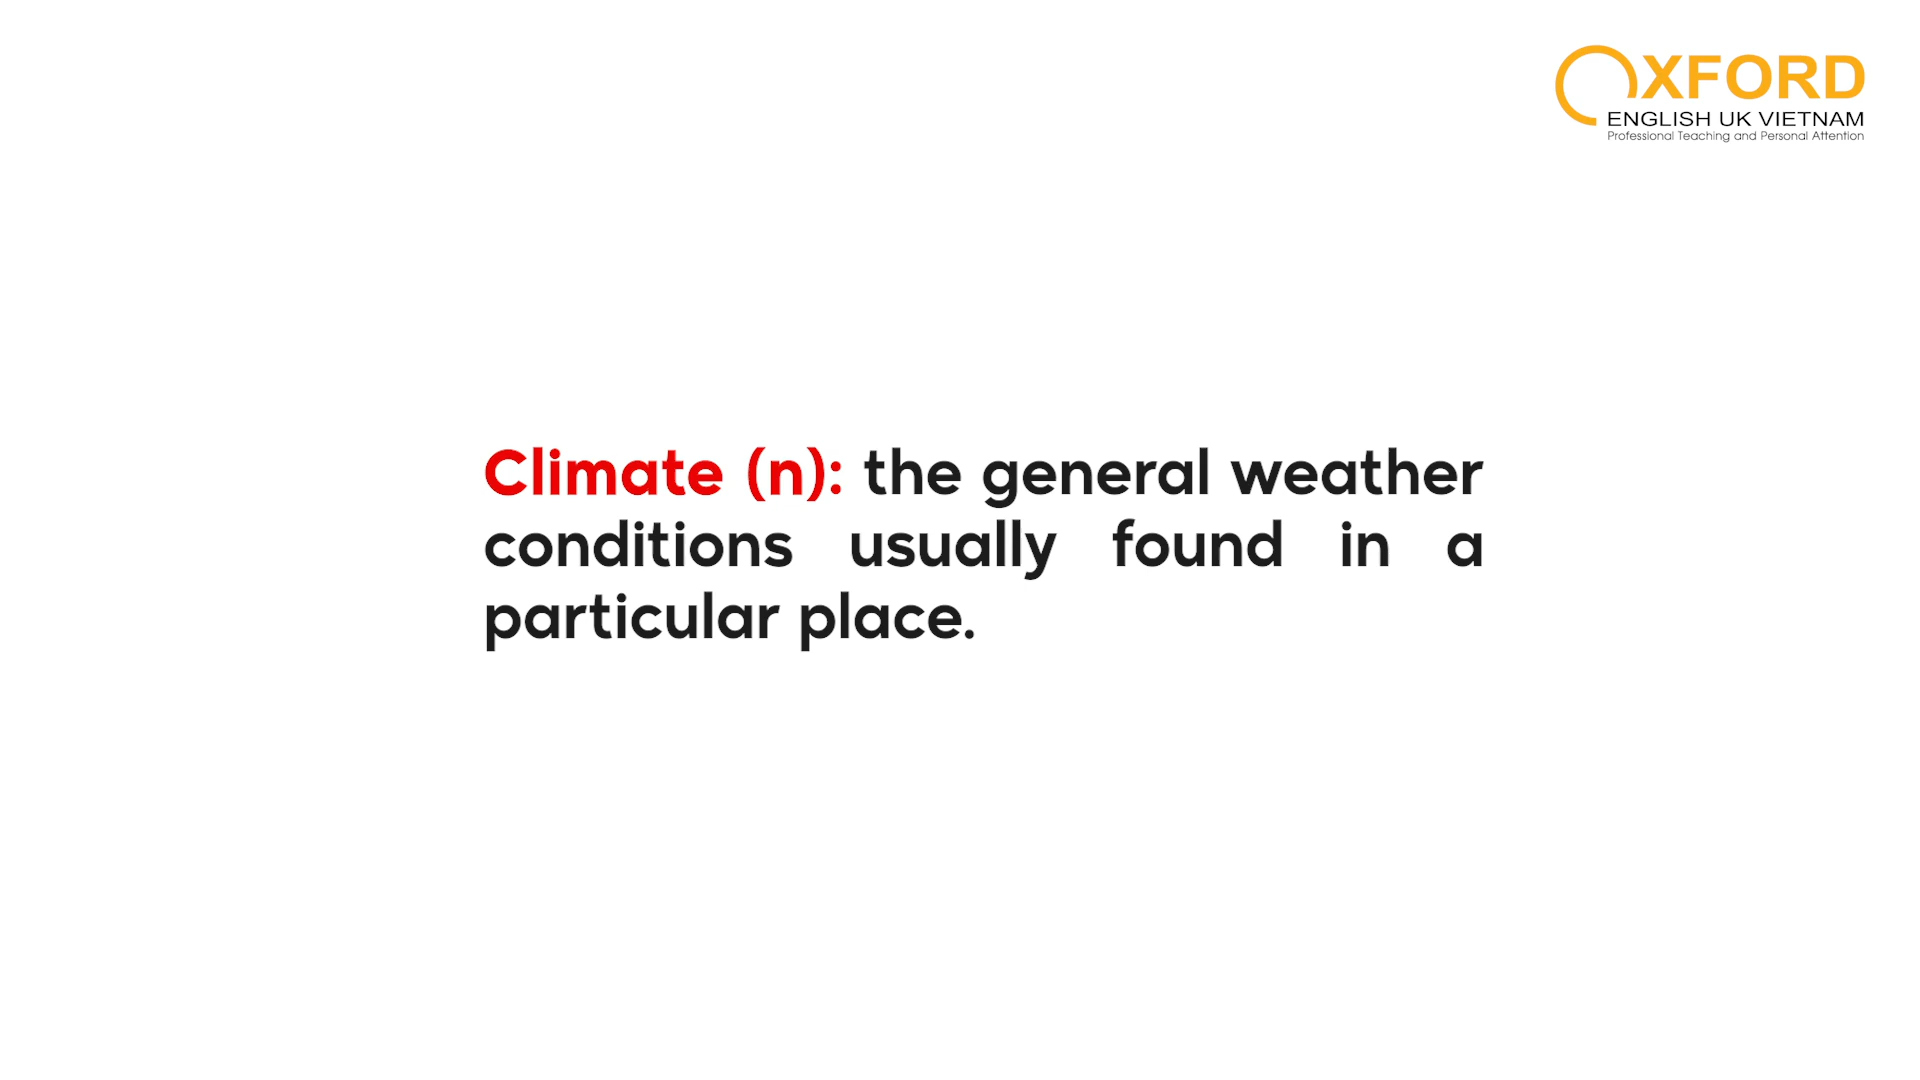 OXFORD
ENGLISH UK VIETNAM
Professional Teaching and Personal Attention
Climate (n): the general weather
conditions usually found in a
particular place.